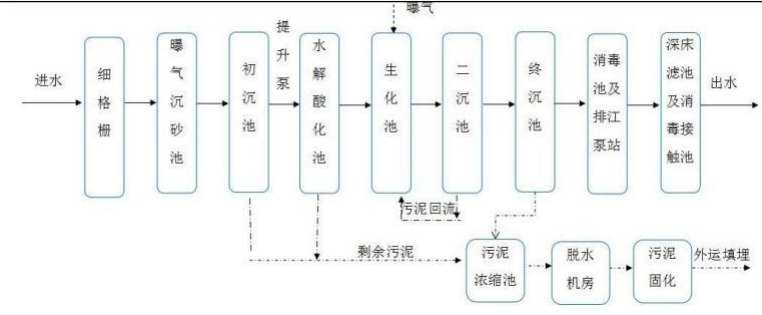 曝气
进水
细格栅
曝气沉砂池
初沉池
提升泵
水解酸化池
生化池
二沉池
终沉池
消毒
池及
排江
泵站
深床
滤池
及消
毒接
触池
出水
污泥回流
剩余污泥
污泥
浓缩池
脱水
机房
污泥
固化
外运填埋